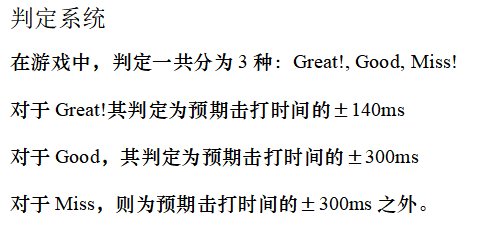 判定系统
在游戏中，判定一共分为 3 种：Great!, Good, Miss!
对于 Great!其判定为预期击打时间的±140ms
对于 Good，其判定为预期击打时间的±300ms
对于 Miss，则为预期击打时间的±300ms 之外。